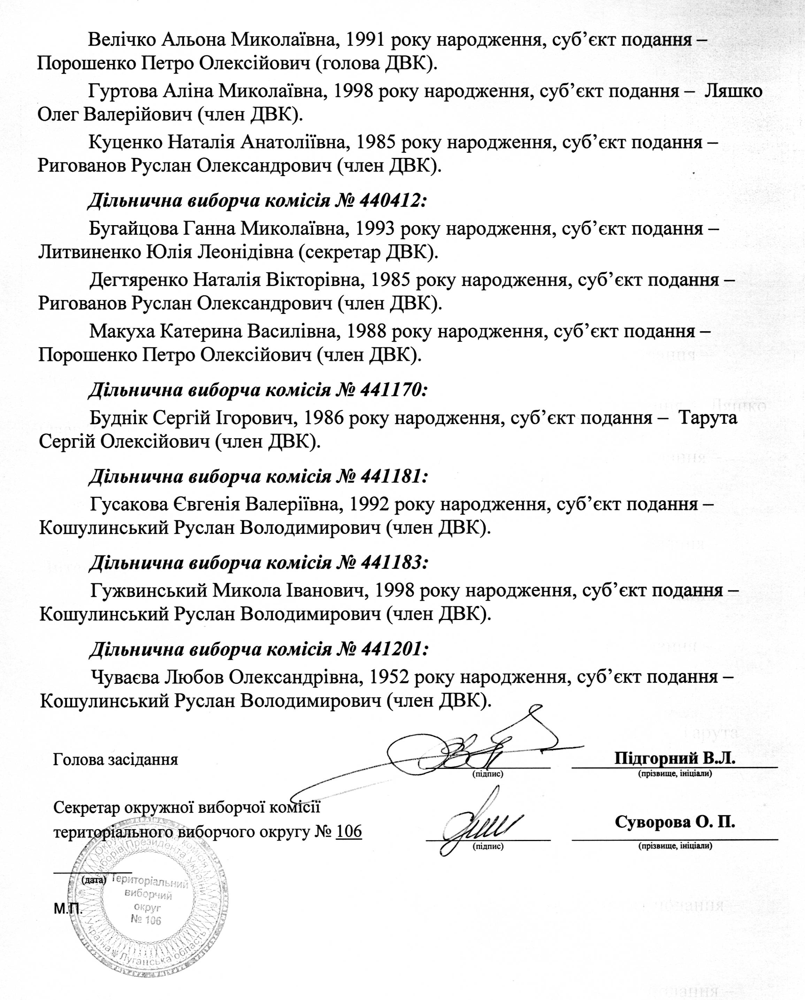 Велічко Альона Миколаївна, 1991 року народження, суб’єкт подання –
Порошенко Петро Олексійович (голова ДВК).
Гуртова Аліна Миколаївна, 1998 року народження, суб’єкт подання – Ляшко
Олег Валерійович (член ДВК).
Куценко Наталія Анатоліївна, 1985 року народження, суб’єкт подання –
Ригованов Руслан Олександрович (член ДВК).
Дільнична виборча комісія № 440412:
Бугайцова Ганна Миколаївна, 1993 року народження, суб’єкт подання –
Литвиненко Юлія Леонідівна (секретар ДВК).
Дегтяренко Наталія Вікторівна, 1985 року народження, суб’єкт подання –
Ригованов Руслан Олександрович (член ДВК).
Макуха Катерина Василівна, 1988 року народження, суб’єкт подання –
Порошенко Петро Олексійович (член ДВК).
Дільнична виборча комісія № 441170:
Буднік Сергій Ігорович, 1986 року народження, суб’єкт подання – Тарута
Сергій Олексійович (член ДВК).
Дільнична виборча комісія № 441181:
Гусакова Євгенія Валеріївна, 1992 року народження, суб’єкт подання –
Кошулинський Руслан Володимирович (член ДВК).
Дільнична виборча комісія № 441183:
Гужвинський Микола Іванович, 1998 року народження, суб’єкт подання –
Кошулинський Руслан Володимирович (член ДВК).
Дільнична виборча комісія № 441201:
Чуваєва Любов Олександрівна, 1952 року народження, суб’єкт подання –
Кошулинський Руслан Володимирович (член ДВК).
Голова засідання
Підгорний В.Л.
(підпис) (прізвище, ініціали)
Секретар окружної виборчої комісії
територіального виборчого округу № 106
Суворова О. П.
(підпис) (прізвище, ініціали)
(дата)
М.П.
Окружна виборча комісія
з виборів Президента України
Територіальний
виборчий
округ
№ 106
Україна Луганська область